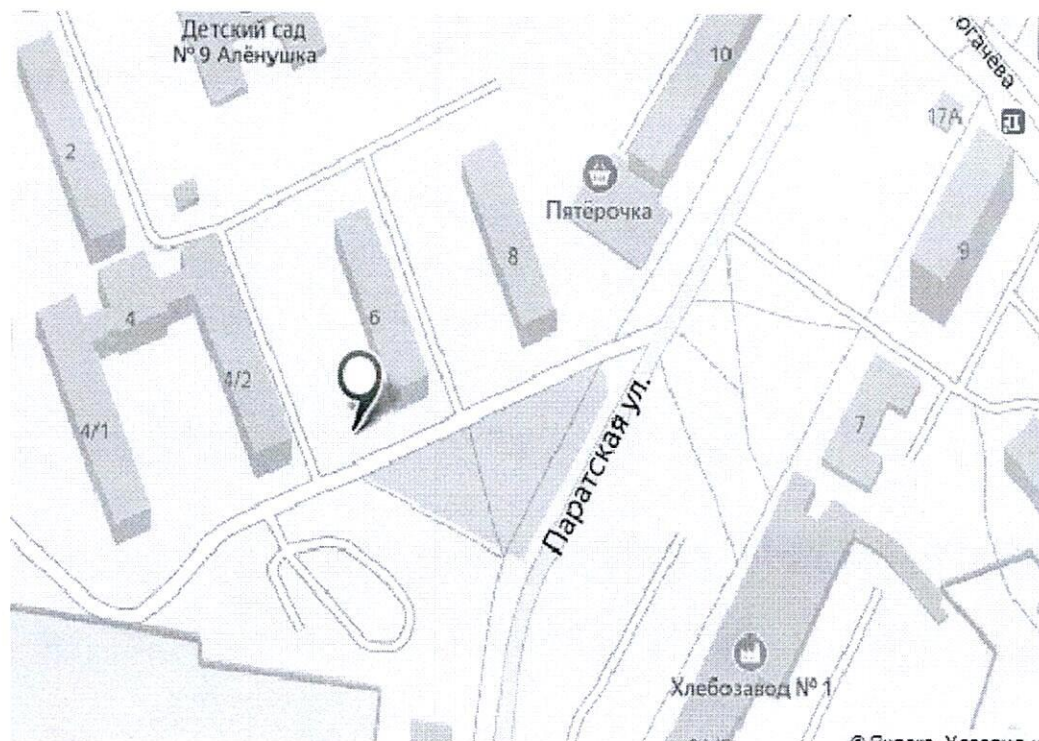 Детский сад
№ 9 Алёнушка
10
огачёва
17А
2
Пятёрочка
8
9
6
4
4/2
4/1
7
Паратская ул.
Хлебозавод № 1